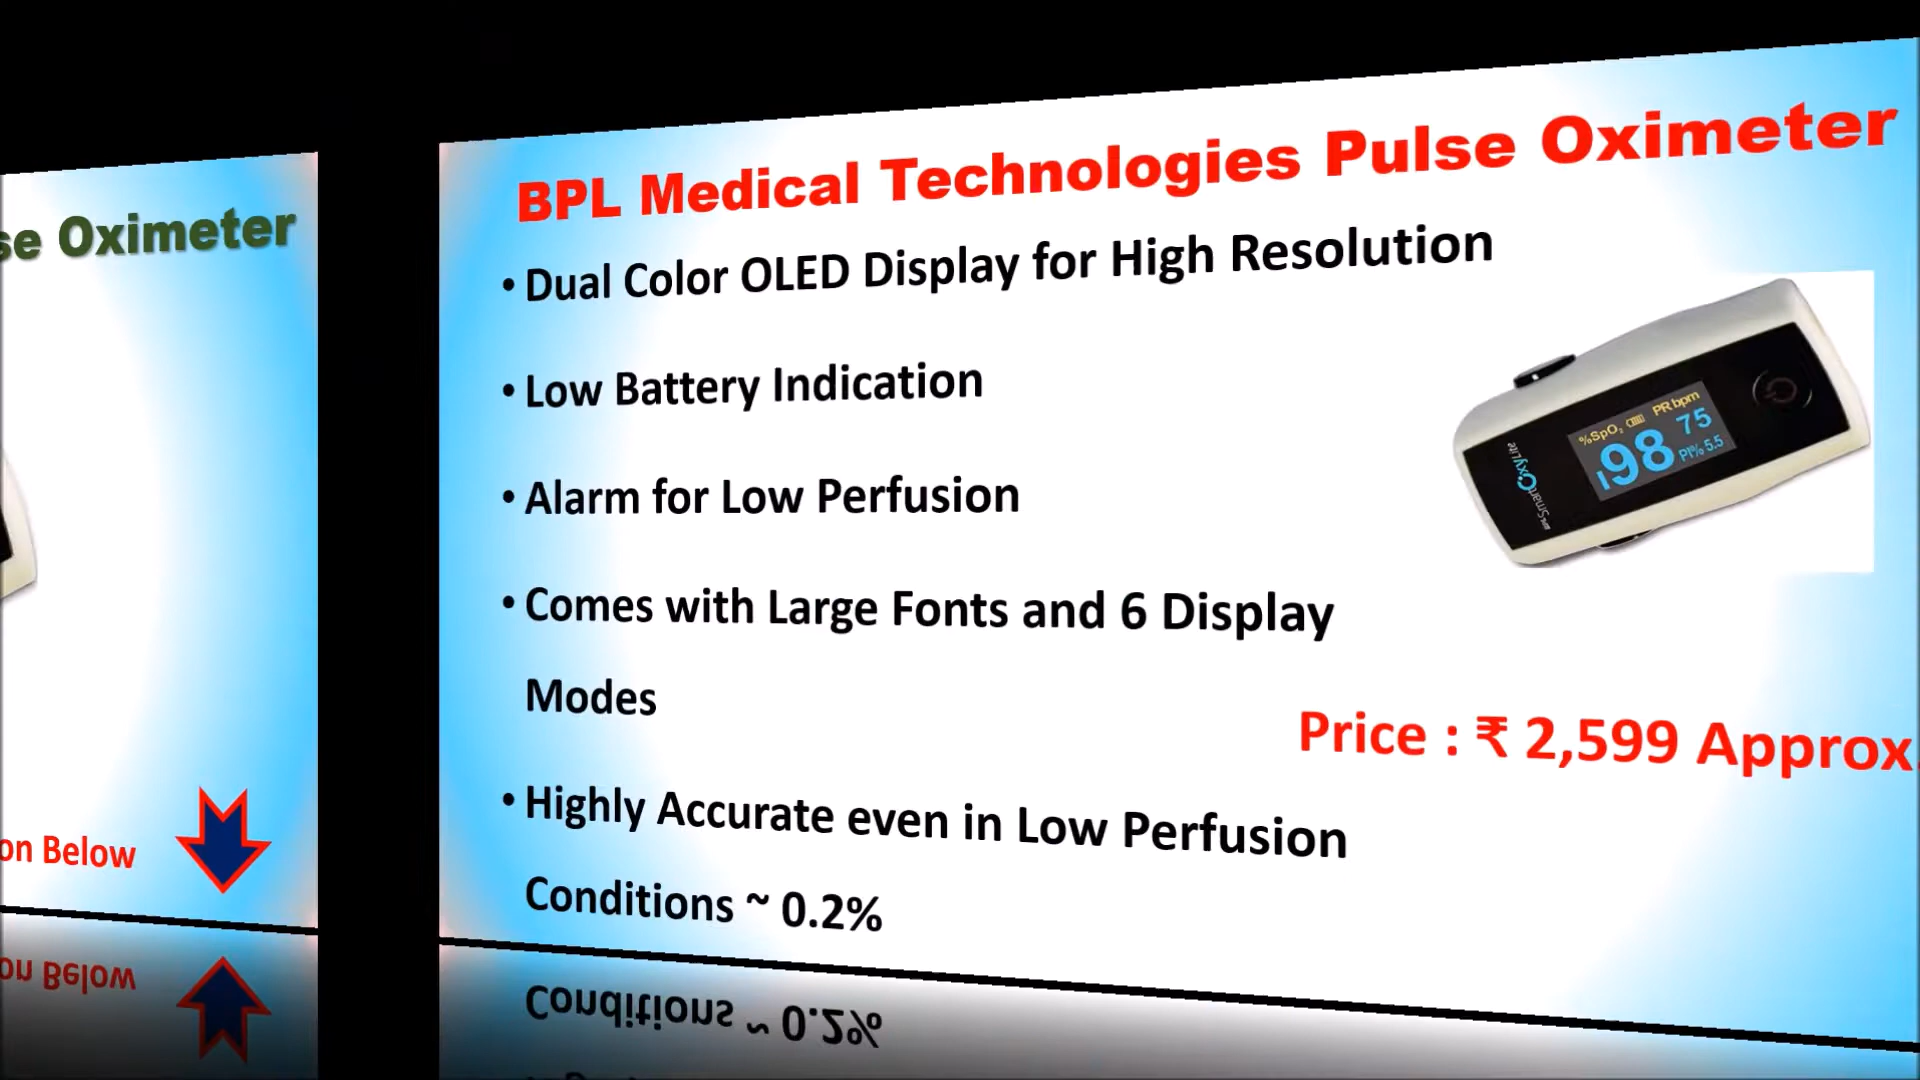 se Oximeter
on Below
BPL Medical Technologies Pulse Oximeter
• Dual Color OLED Display for High Resolution
• Low Battery Indication
• Alarm for Low Perfusion
• Comes with Large Fonts and 6 Display
Modes
• Highly Accurate even in Low Perfusion
Conditions ~ 0.2%
%SpO₂ PR bpm
98 75
PI% 5.5
BPL SmartOxyLite
Price : ₹ 2,599 Approx.
on Below
Conditions ~ 0.2%